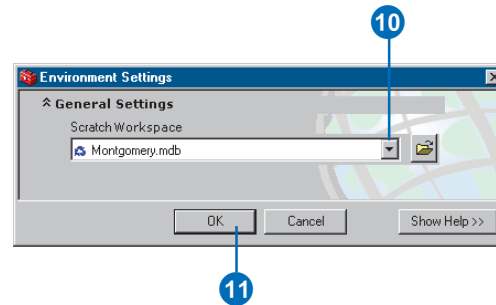 10
Environment Settings
General Settings
Scratch Workspace
Montgomery.mdb
OK Cancel Show Help >>
11